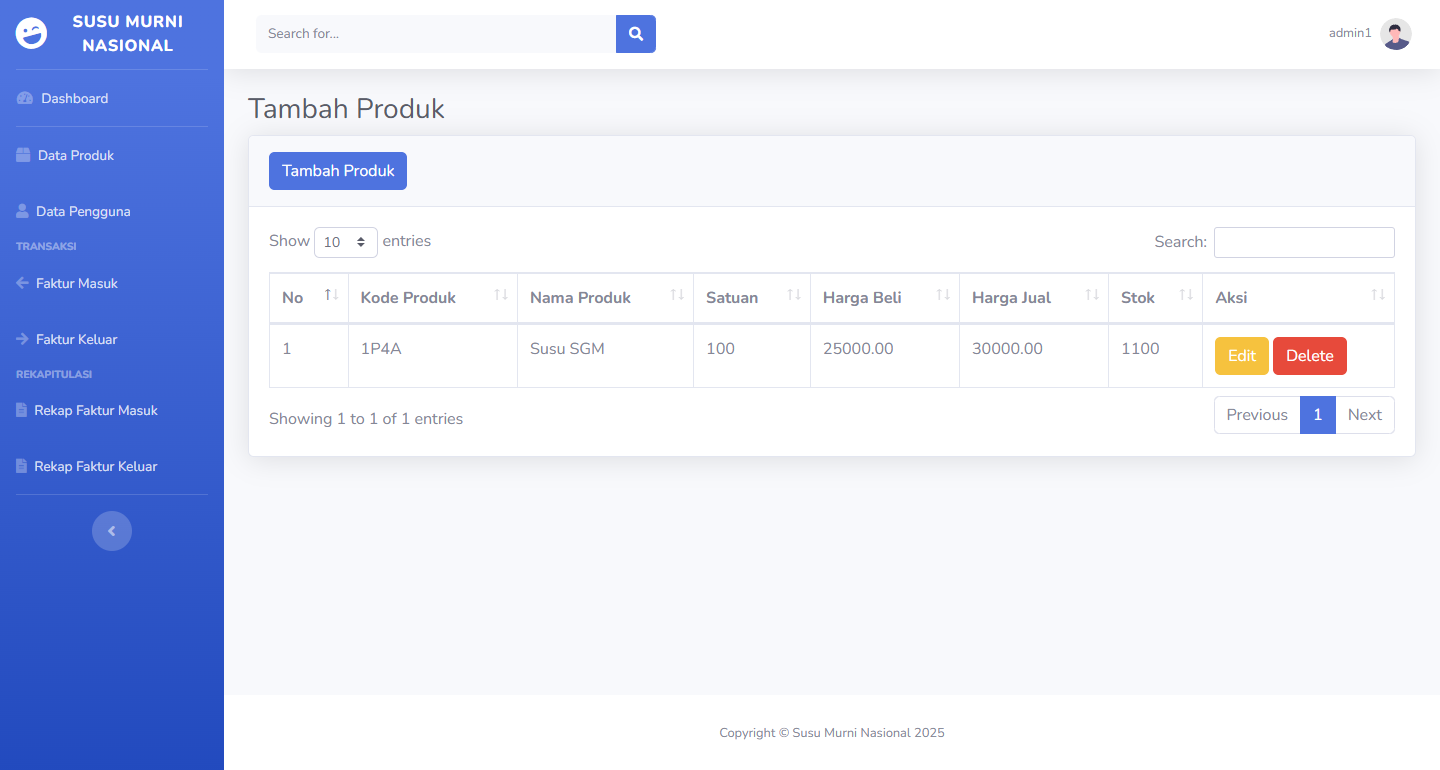 SUSU MURNI
NASIONAL
Dashboard
Data Produk
Data Pengguna
TRANSAKSI
Faktur Masuk
Faktur Keluar
REKAPITULASI
Rekap Faktur Masuk
Rekap Faktur Keluar
Search for...
admin1
Tambah Produk
Tambah Produk
Show 10 entries
Search:
No Kode Produk Nama Produk Satuan Harga Beli Harga Jual Stok Aksi
1 1P4A Susu SGM 100 25000.00 30000.00 1100 Edit Delete
Showing 1 to 1 of 1 entries
Previous 1 Next
Copyright © Susu Murni Nasional 2025